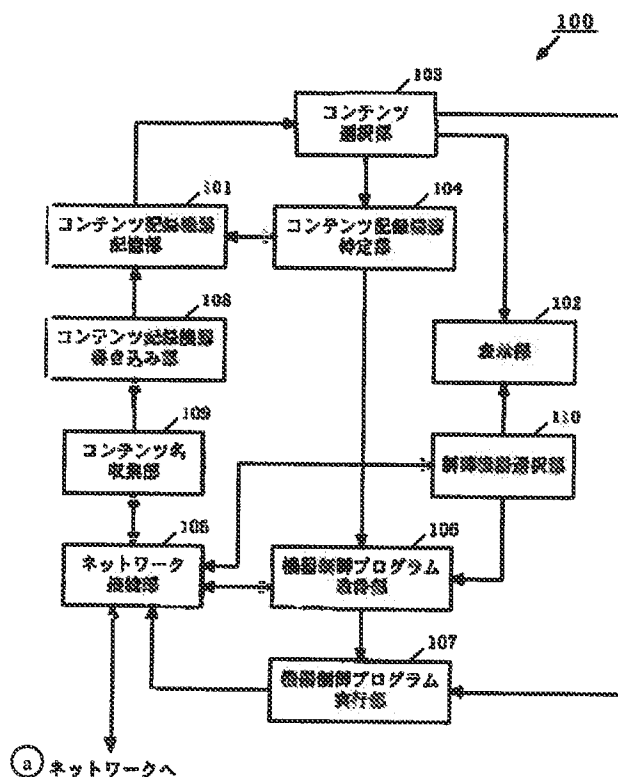 100
103
コンテンツ
選択部
101
コンテンツ記録機器
記憶部
104
コンテンツ記録機器
特定部
108
コンテンツ記録機器
書き込み部
102
表示部
109
コンテンツ名
収集部
110
制御機器選択部
105
ネットワーク
接続部
106
機器制御プログラム
取得部
107
機器制御プログラム
実行部
a ネットワークへ